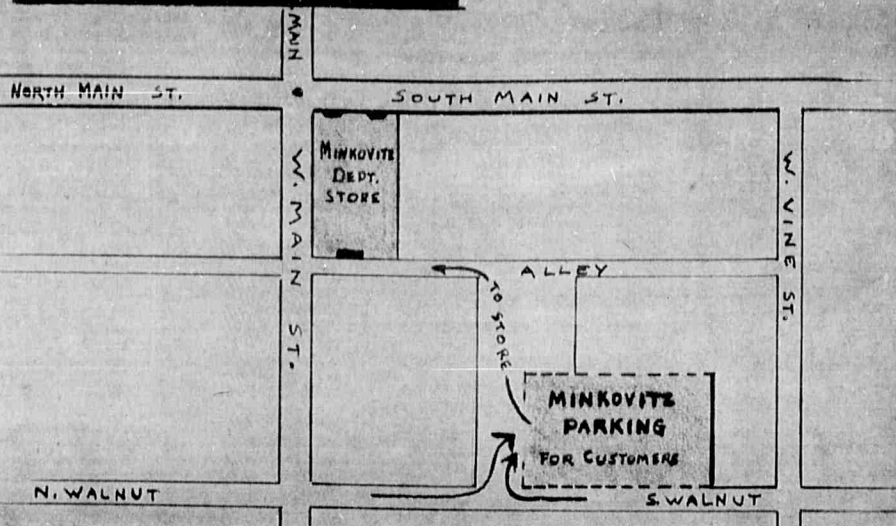 MAIN
NORTH MAIN ST.
SOUTH MAIN ST.
MINKOVITZ
DEPT.
STORE
W. MAIN ST.
W. VINE ST.
ALLEY
TO STORE
MINKOVITZ
PARKING
FOR CUSTOMERS
N. WALNUT
S. WALNUT